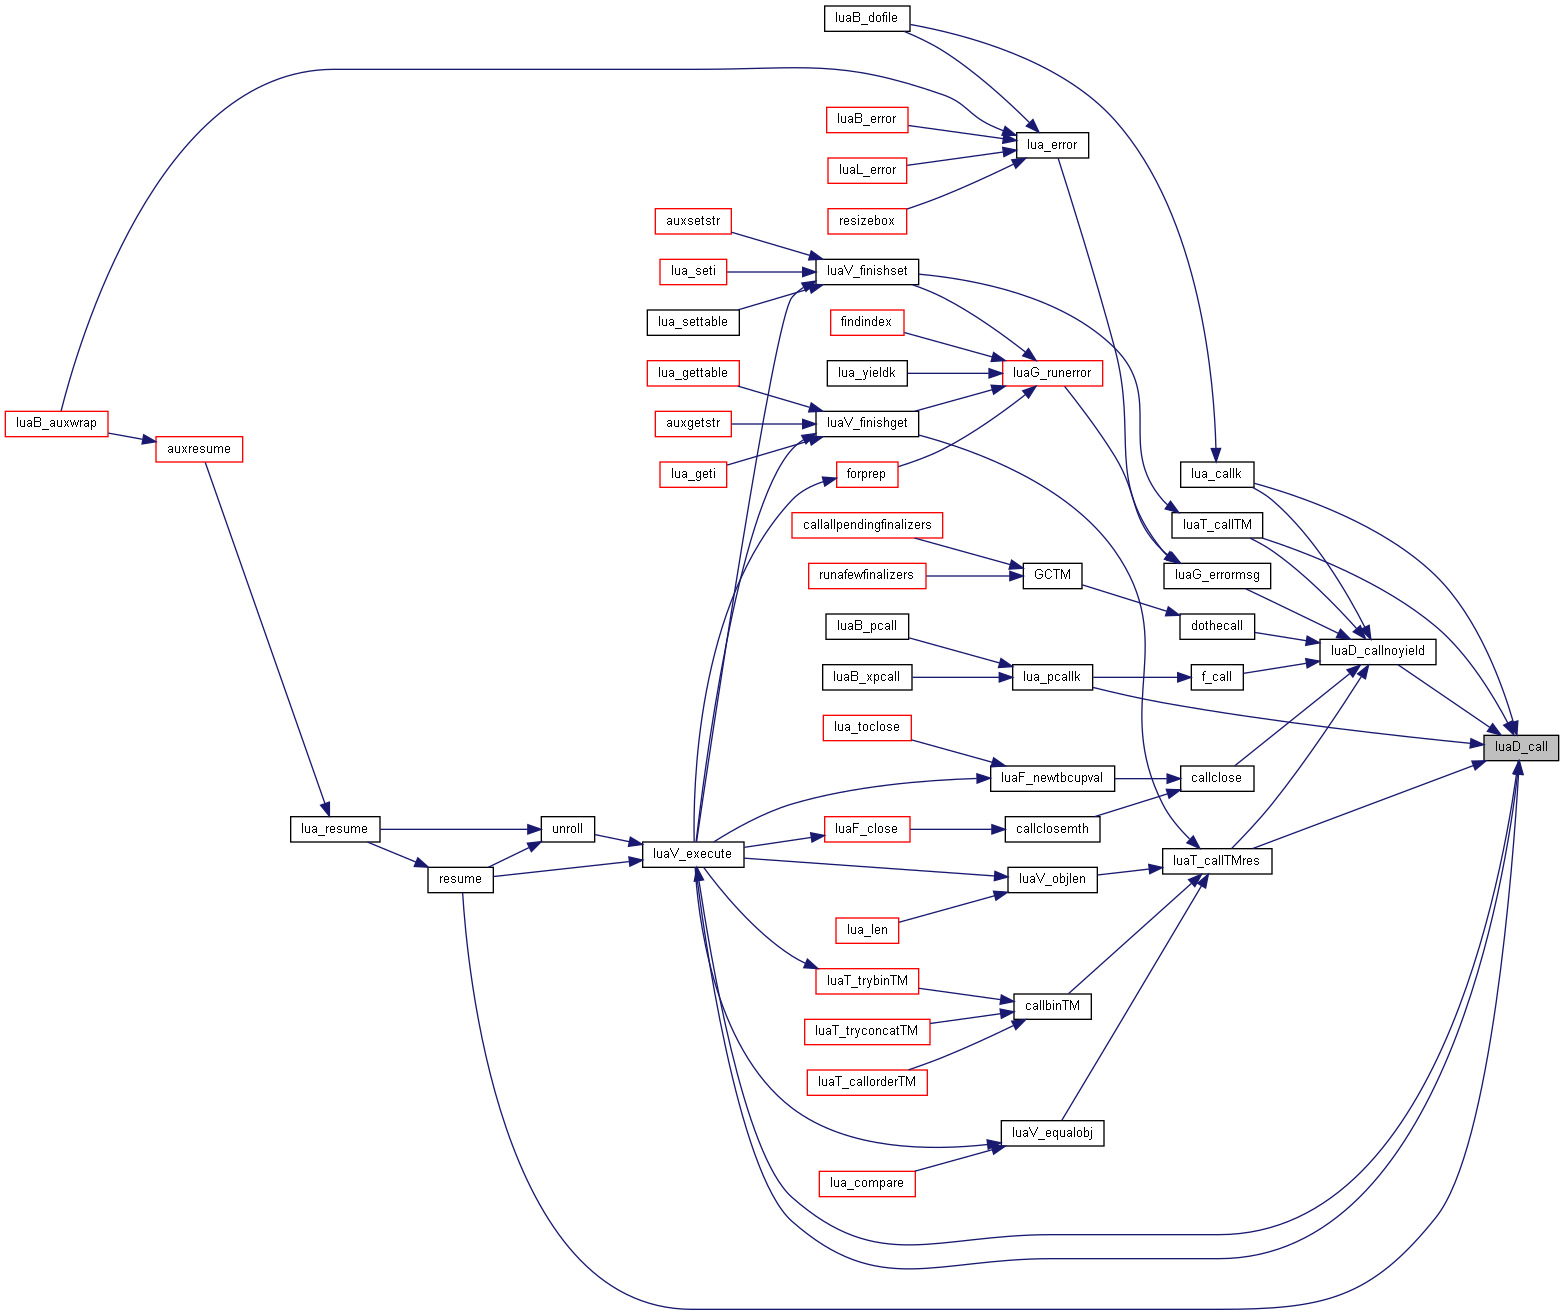 luaB_dofile
luaB_error
lua_error
luaL_error
resizebox
auxsetstr
luaV_finishset
lua_seti
lua_settable
findindex
lua_gettable
lua_yieldk
luaG_runerror
luaB_auxwrap
auxgetstr
luaV_finishget
auxresume
lua_geti
forprep
lua_callk
callallpendingfinalizers
luaT_callTM
runafewfinalizers
GCTM
luaG_errormsg
luaB_pcall
dothecall
luaD_callnoyield
luaB_xpcall
lua_pcallk
f_call
lua_toclose
luaD_call
luaF_newtbcupval
callclose
lua_resume
unroll
luaF_close
callclosemth
luaV_execute
luaT_callTMres
resume
luaV_objlen
lua_len
luaT_trybinTM
callbinTM
luaT_tryconcatTM
luaT_callorderTM
luaV_equalobj
lua_compare